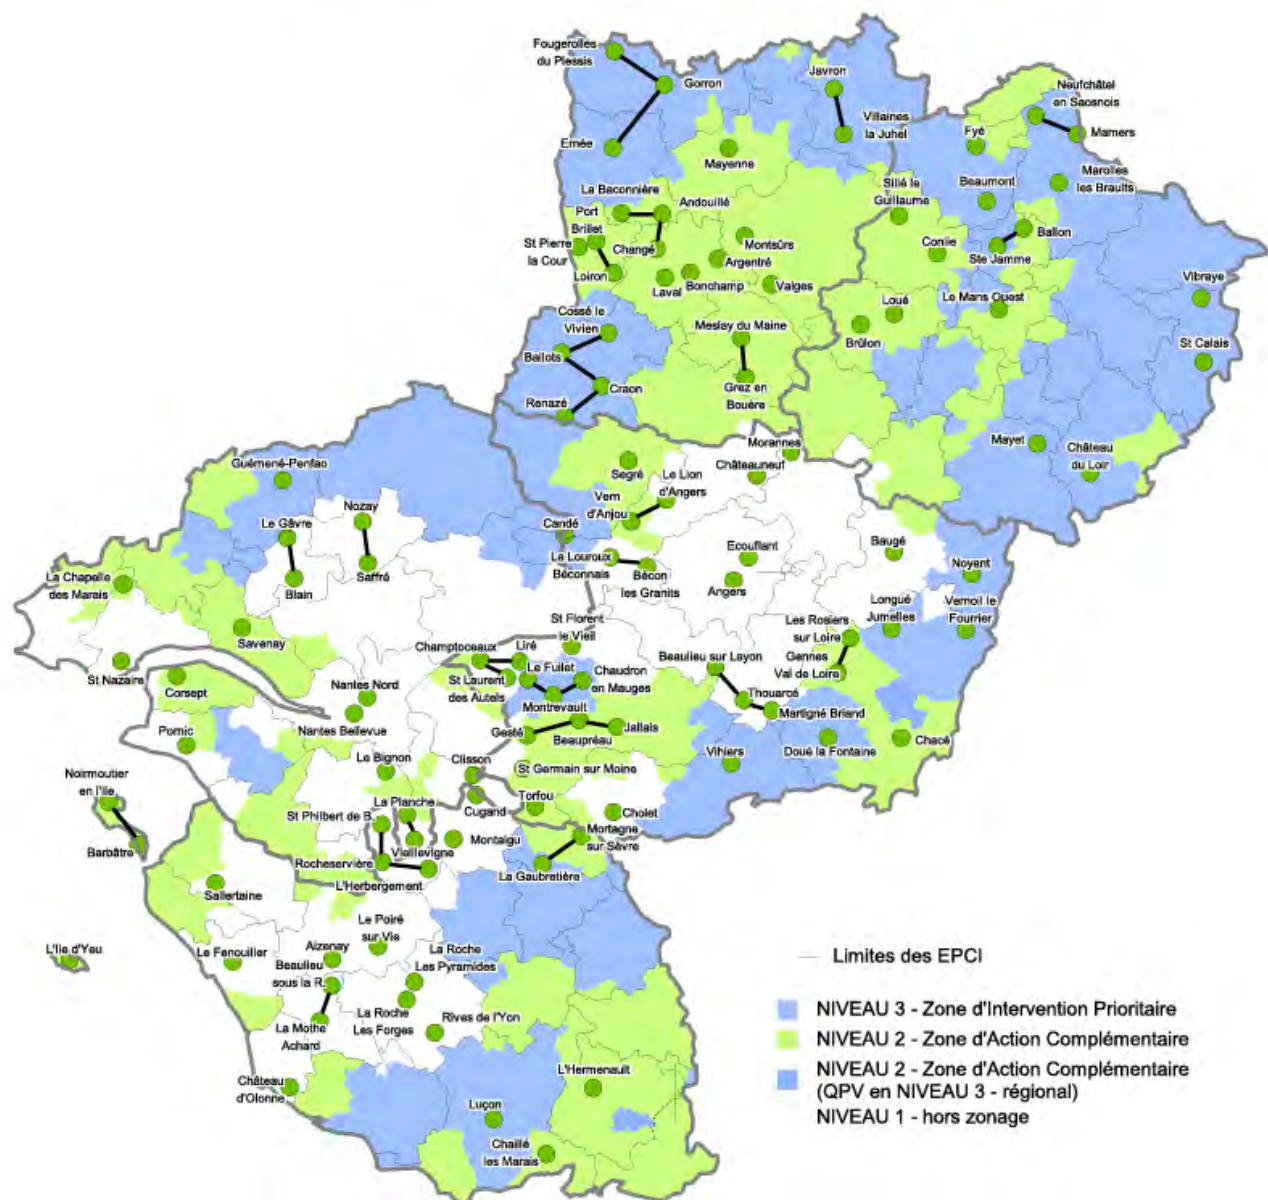 Fougerolles
du Plessis
Gorron
Ernée
Javron
Villaines
la Juhel
Neufchâtel
en Saosnois
Mamers
Fyé
Mayenne
Marolles
les Braults
Beaumont
La Baconnière
Sillé le
Guillaume
Port
Brillet
Andouillé
Ballon
St Pierre
la Cour
Changé
Montsûrs
Conlie
Ste Jamme
Argentré
Loiron
Laval
Bonchamp
Vaiges
Vibraye
Loué
Le Mans Ouest
Cossé le
Vivien
Meslay du Maine
Brûlon
St Calais
Ballots
Craon
Grez en
Bouère
Renazé
Morannes
Mayet
Château
du Loir
Guémené-Penfao
Segré
Châteauneuf
Le Lion
d'Angers
Vern
d'Anjou
Nozay
Le Gâvre
Candé
Ecouflant
Baugé
La Louroux
Béconnais
Bécon
les Granits
Noyant
Saffré
La Chapelle
des Marais
Blain
Angers
Longué
Jumelles
Vernoil le
Fourrier
St Florent
le Vieil
Les Rosiers
sur Loire
Savenay
Champtoceaux
Liré
Beaulieu sur Layon
Gennes
Val de Loire
St Nazaire
Le Fuilet
Chaudron
en Mauges
St Laurent
des Autels
Corsept
Nantes Nord
Thouarcé
Montrevault
Martigné Briand
Nantes Bellevue
Pornic
Gesté
Beaupréau
Jallais
Chacé
Vihiers
Doué la Fontaine
Le Bignon
Clisson
St Germain sur Moine
Noirmoutier
en l'Ile
La Planche
Cugand
Torfou
Cholet
St Philbert de B.
Montaigu
Mortagne
sur Sèvre
Barbâtre
Vieillevigne
Rocheservière
La Gaubretière
L'Herbergement
Sallertaine
Le Poiré
sur Vie
L'Ile d'Yeu
Le Fenouiller
Aizenay
La Roche
Les Pyramides
Beaulieu
sous la R.
La Roche
Les Forges
Rives de l'Yon
La Mothe
Achard
Château
d'Olonne
L'Hermenault
Luçon
Chaillé
les Marais
Limites des EPCI
NIVEAU 3 - Zone d'Intervention Prioritaire
NIVEAU 2 - Zone d'Action Complémentaire
NIVEAU 2 - Zone d'Action Complémentaire
(QPV en NIVEAU 3 - régional)
NIVEAU 1 - hors zonage